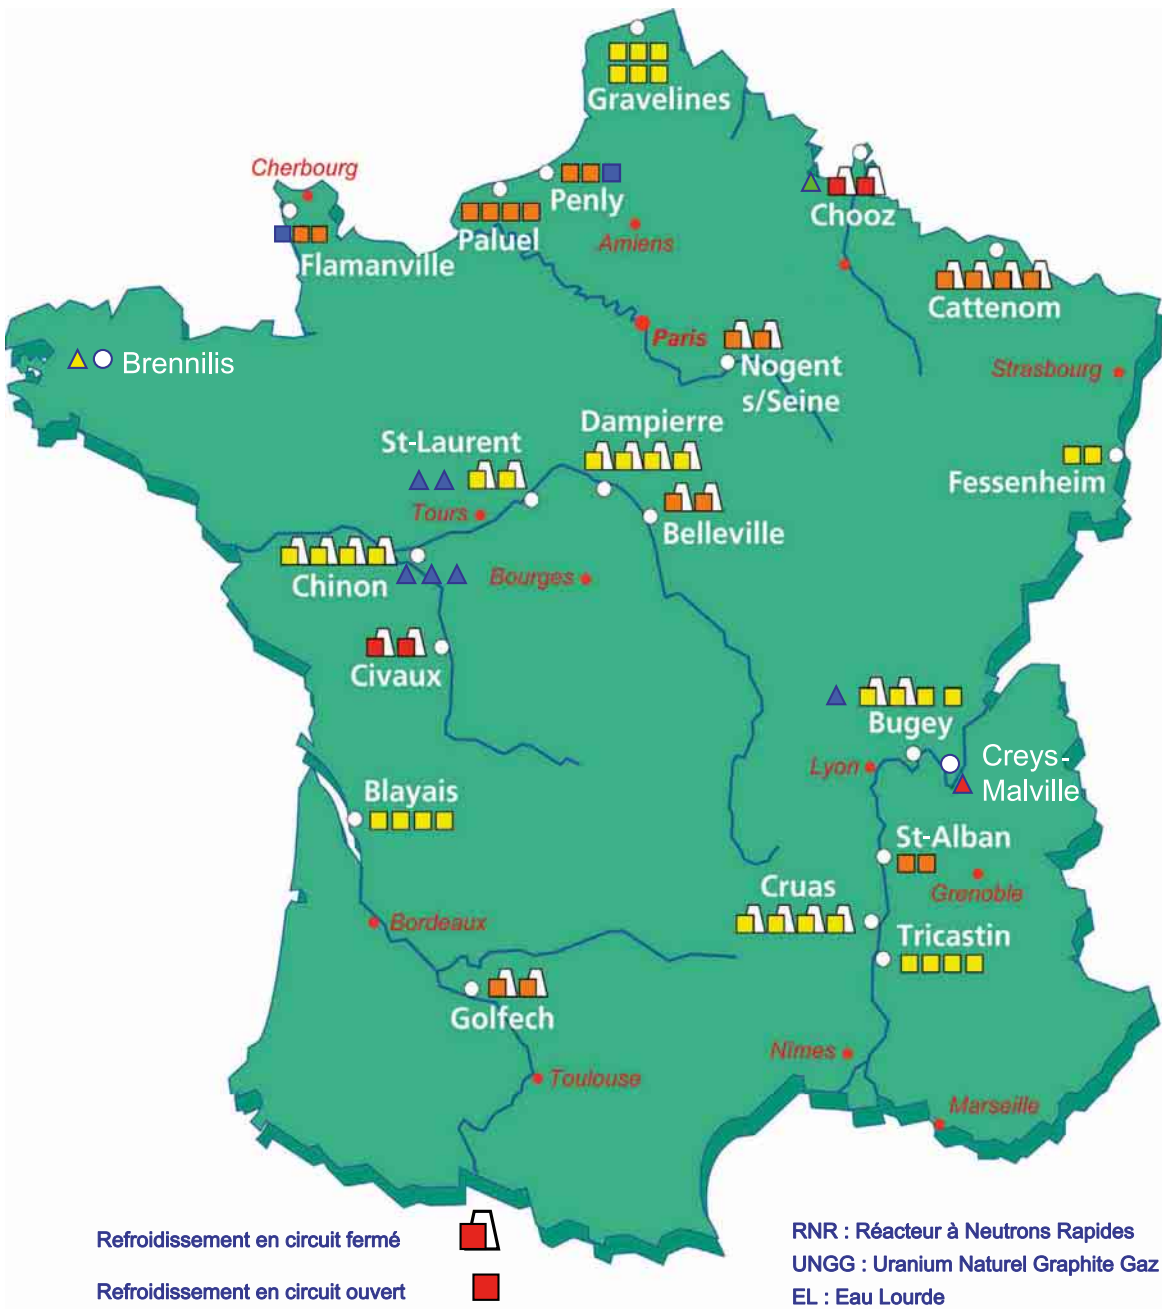 Gravelines
Cherbourg
Penly
Chooz
Paluel
Amiens
Flamanville
Cattenom
Paris
Brennilis
Nogent
s/Seine
Strasbourg
Dampierre
St-Laurent
Fessenheim
Tours
Belleville
Chinon
Bourges
Civaux
Bugey
Creys-
Malville
Lyon
Blayais
St-Alban
Cruas
Grenoble
Bordeaux
Tricastin
Golfech
Nîmes
Toulouse
Marseille
Refroidissement en circuit fermé
Refroidissement en circuit ouvert
RNR : Réacteur à Neutrons Rapides
UNGG : Uranium Naturel Graphite Gaz
EL : Eau Lourde